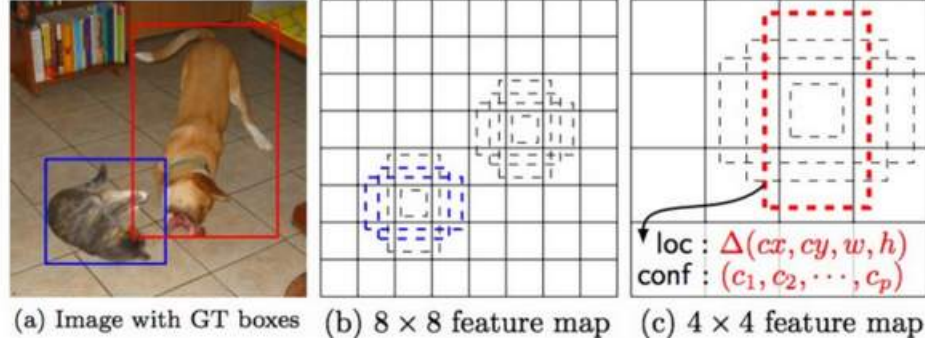 loc : Δ(cx, cy, w, h)
conf : (c₁, c₂, ⋯, cₚ)
(a) Image with GT boxes
(b) 8 × 8 feature map
(c) 4 × 4 feature map